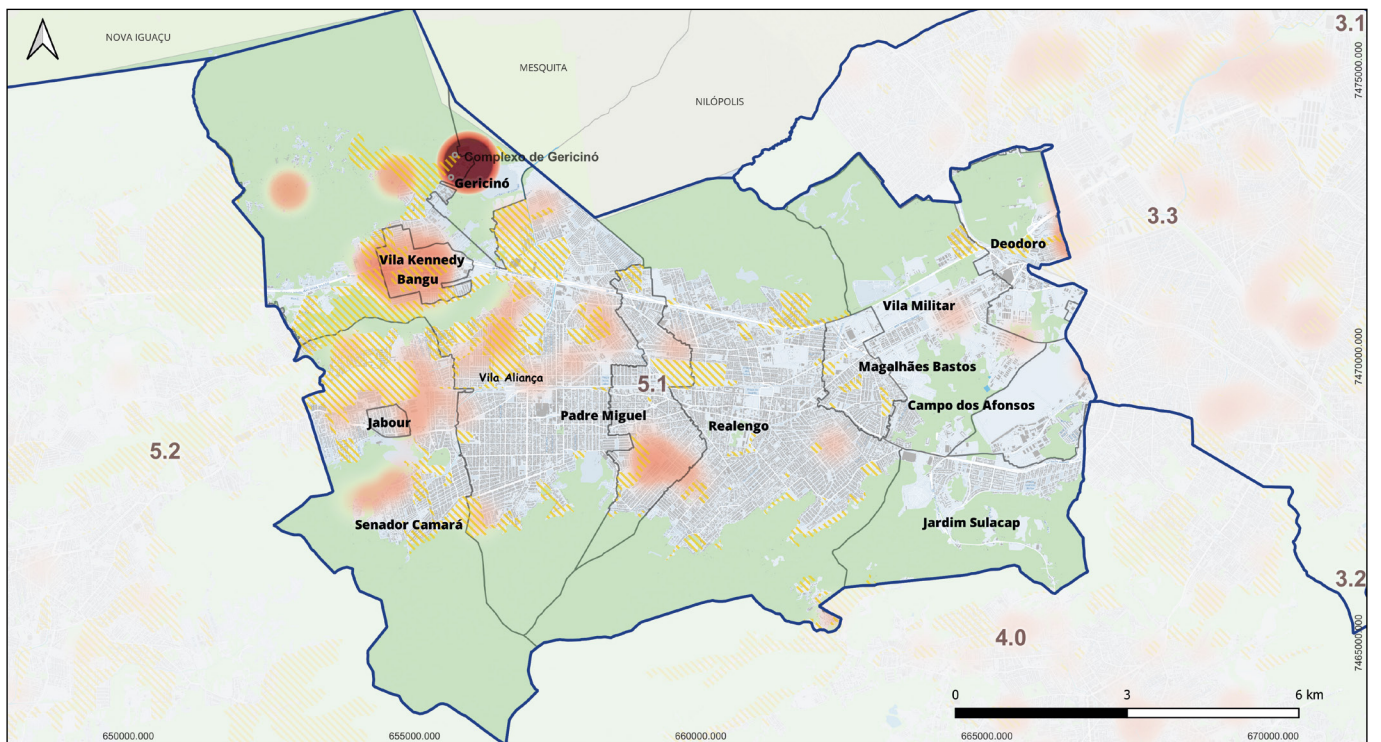 NOVA IGUAÇU
MESQUITA
NILÓPOLIS
3.1
7475000.000
Complexo de Gericinó
Gericinó
3.3
Deodoro
Vila Kennedy
Bangu
Vila Militar
7470000.000
Magalhães Bastos
Vila Aliança
5.1
Campo dos Afonsos
Padre Miguel
Jabour
Realengo
5.2
Senador Camará
Jardim Sulacap
3.2
4.0
7465000.000
0 3 6 km
650000.000 655000.000 660000.000 665000.000 670000.000